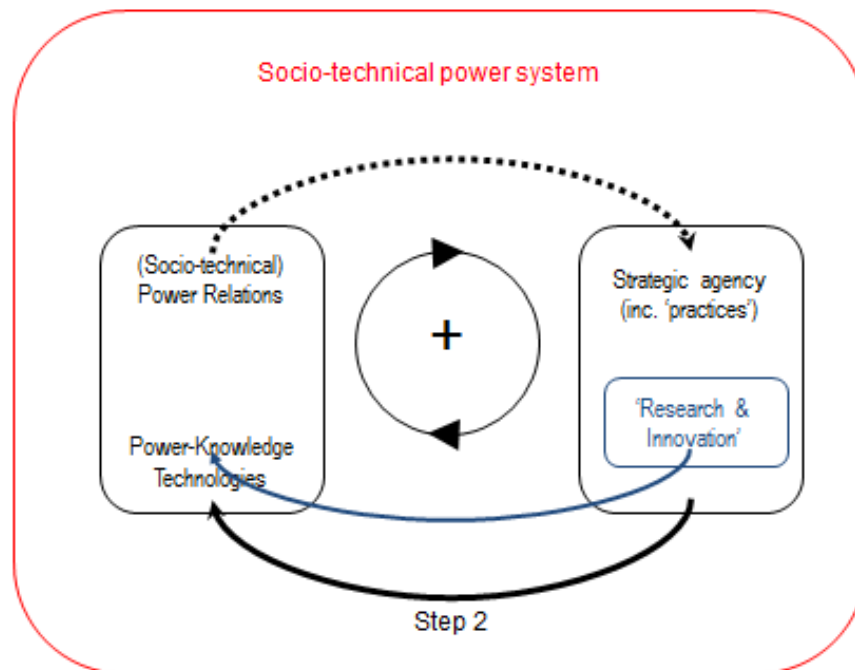 Socio-technical power system
(Socio-technical)
Power Relations
+
Strategic agency
(inc. ‘practices’)
‘Research &
Innovation’
Power-Knowledge
Technologies
Step 2